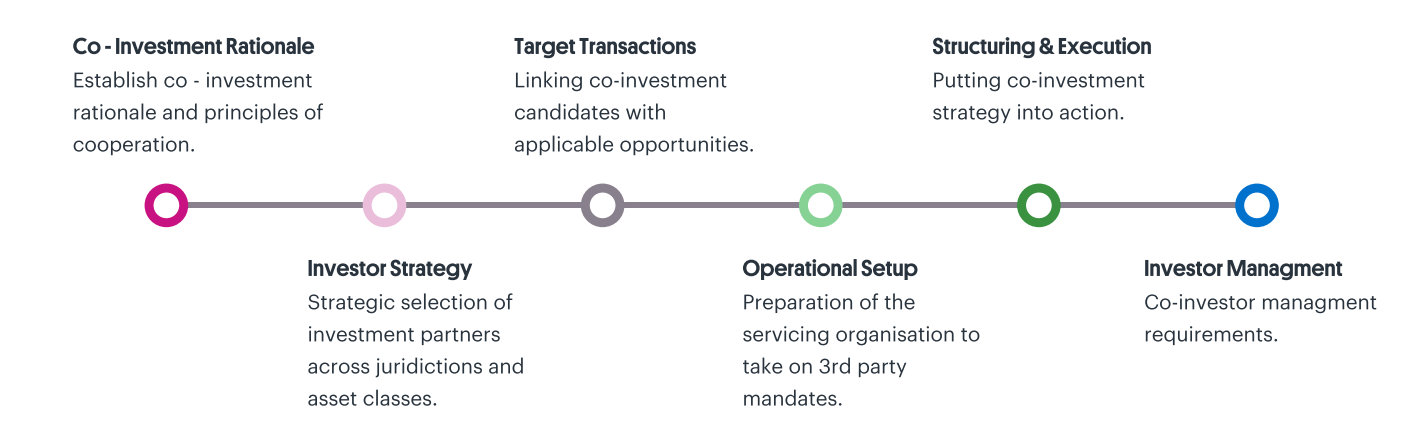 Co - Investment Rationale
Establish co - investment
rationale and principles of
cooperation.
Investor Strategy
Strategic selection of
investment partners
across juridictions and
asset classes.
Target Transactions
Linking co-investment
candidates with
applicable opportunities.
Operational Setup
Preparation of the
servicing organisation to
take on 3rd party
mandates.
Structuring & Execution
Putting co-investment
strategy into action.
Investor Managment
Co-investor managment
requirements.